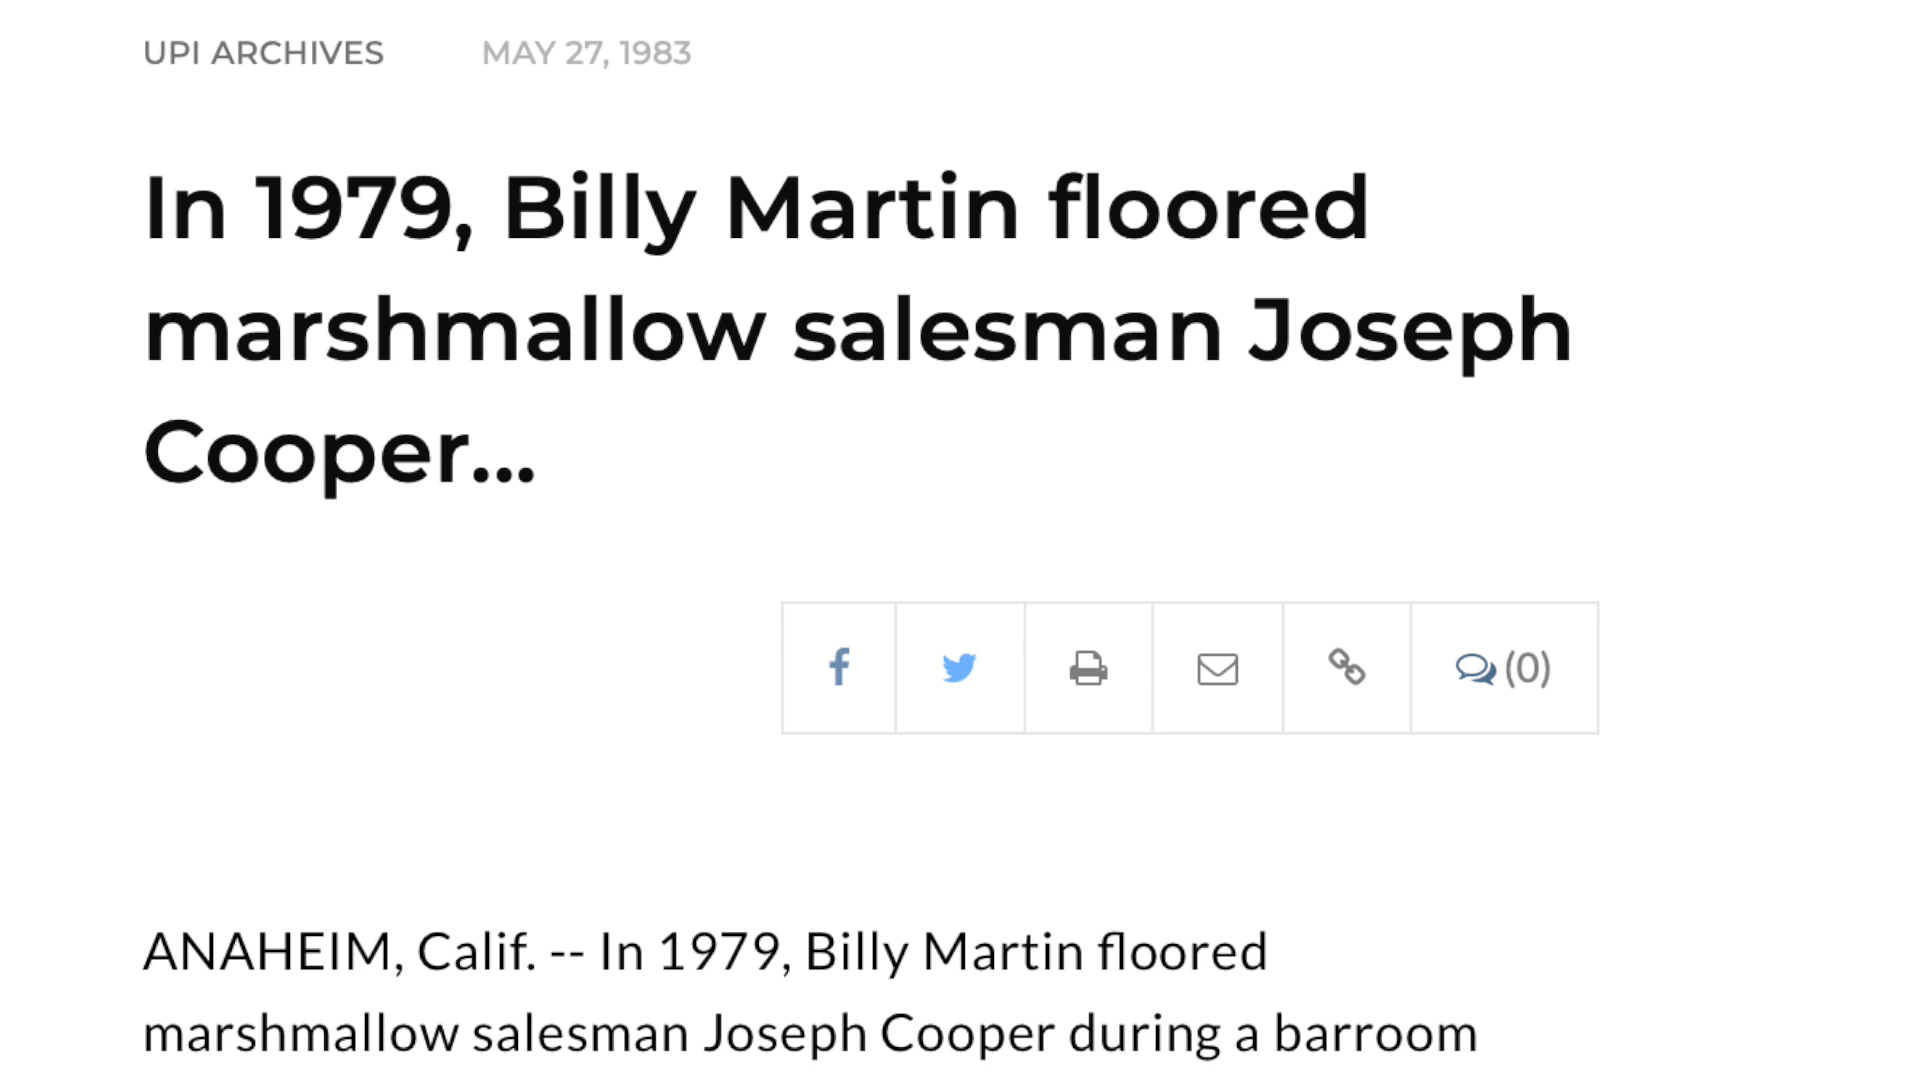 UPI ARCHIVES MAY 27, 1983
In 1979, Billy Martin floored
marshmallow salesman Joseph
Cooper...
(0)
ANAHEIM, Calif. -- In 1979, Billy Martin floored
marshmallow salesman Joseph Cooper during a barroom